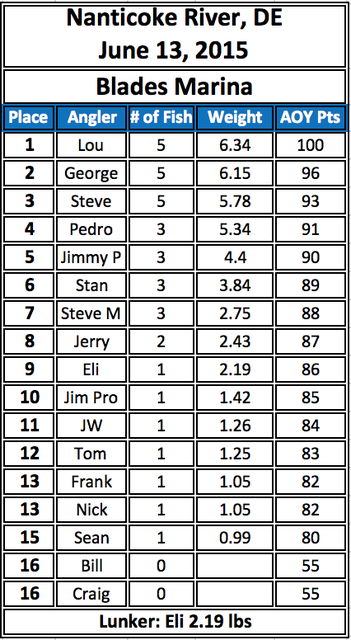 Nanticoke River, DE
June 13, 2015
Blades Marina
Place Angler # of Fish Weight AOY Pts
1 Lou 5 6.34 100
2 George 5 6.15 96
3 Steve 5 5.78 93
4 Pedro 3 5.34 91
5 Jimmy P 3 4.4 90
6 Stan 3 3.84 89
7 Steve M 3 2.75 88
8 Jerry 2 2.43 87
9 Eli 1 2.19 86
10 Jim Pro 1 1.42 85
11 JW 1 1.26 84
12 Tom 1 1.25 83
13 Frank 1 1.05 82
13 Nick 1 1.05 82
15 Sean 1 0.99 80
16 Bill 0 55
16 Craig 0 55
Lunker: Eli 2.19 lbs